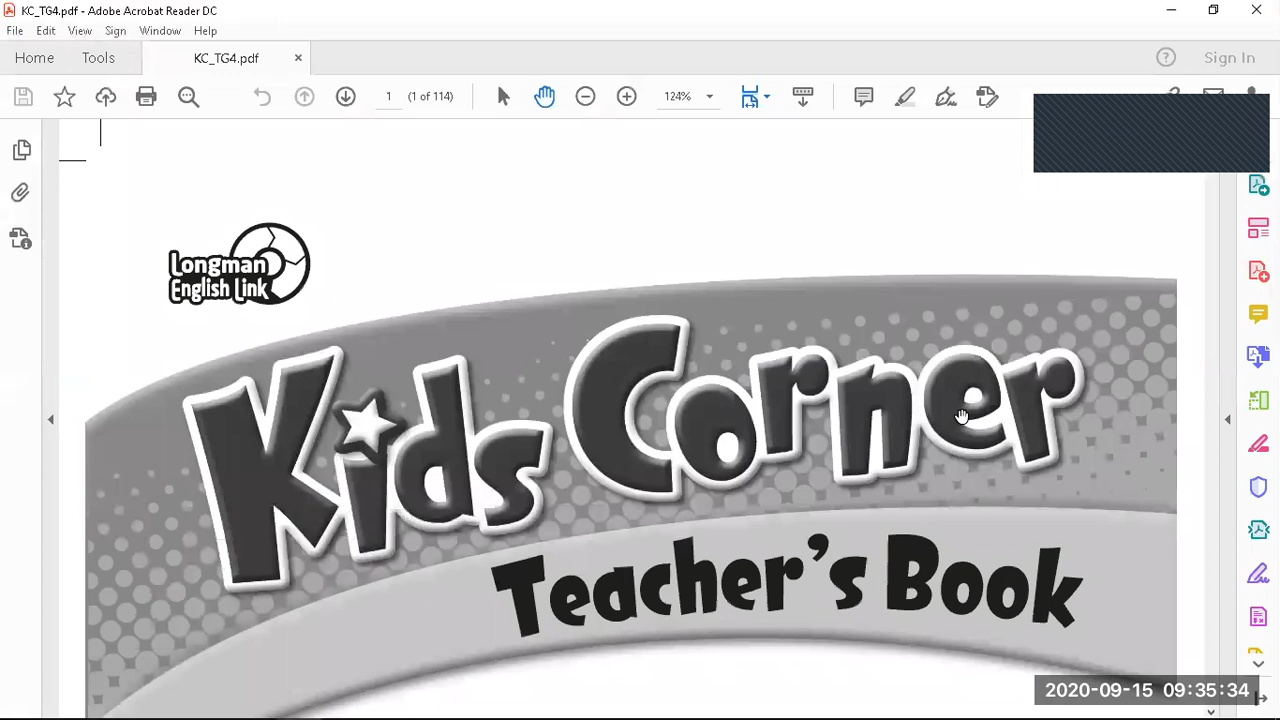 KC_TG4.pdf - Adobe Acrobat Reader DC
File Edit View Sign Window Help
Home Tools KC_TG4.pdf Sign In
1 (1 of 114) 124%
Longman
English Link
Kids Corner
Teacher's Book
2020-09-15 09:35:34